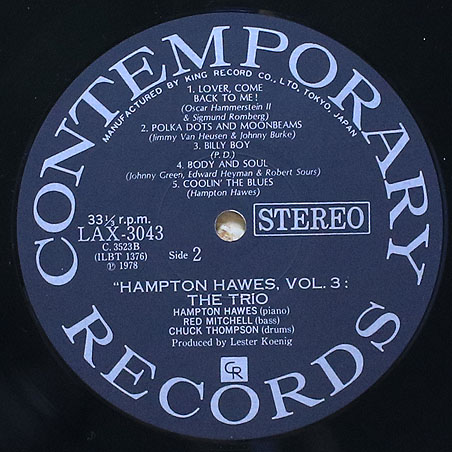 CONTEMPORARY
MANUFACTURED BY KING RECORD CO., LTD, TOKYO, JAPAN
1. LOVER, COME
BACK TO ME!
(Oscar Hammerstein II
& Sigmund Romberg)
2. POLKA DOTS AND MOONBEAMS
(Jimmy Van Heusen & Johnny Burke)
3. BILLY BOY
(P.D.)
4. BODY AND SOUL
(Johnny Green, Edward Heyman & Robert Sours)
5. COOLIN' THE BLUES
(Hampton Hawes)
33⅓ r.p.m.
LAX-3043
C. 3523B
(ILBT 1376)
℗ 1978
Side 2
STEREO
"HAMPTON HAWES, VOL. 3:
THE TRIO
HAMPTON HAWES (piano)
RED MITCHELL (bass)
CHUCK THOMPSON (drums)
Produced by Lester Koenig
CR
RECORDS